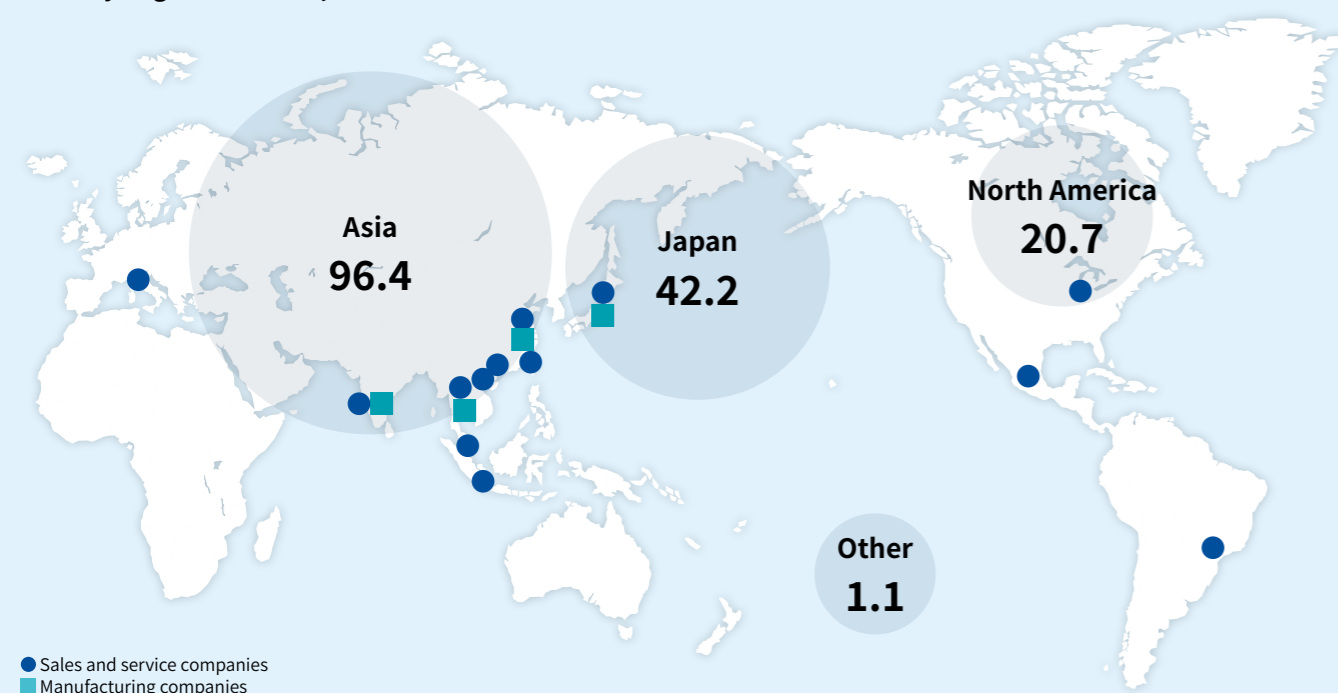 Asia
96.4
Japan
42.2
North America
20.7
Other
1.1
Sales and service companies
Manufacturing companies